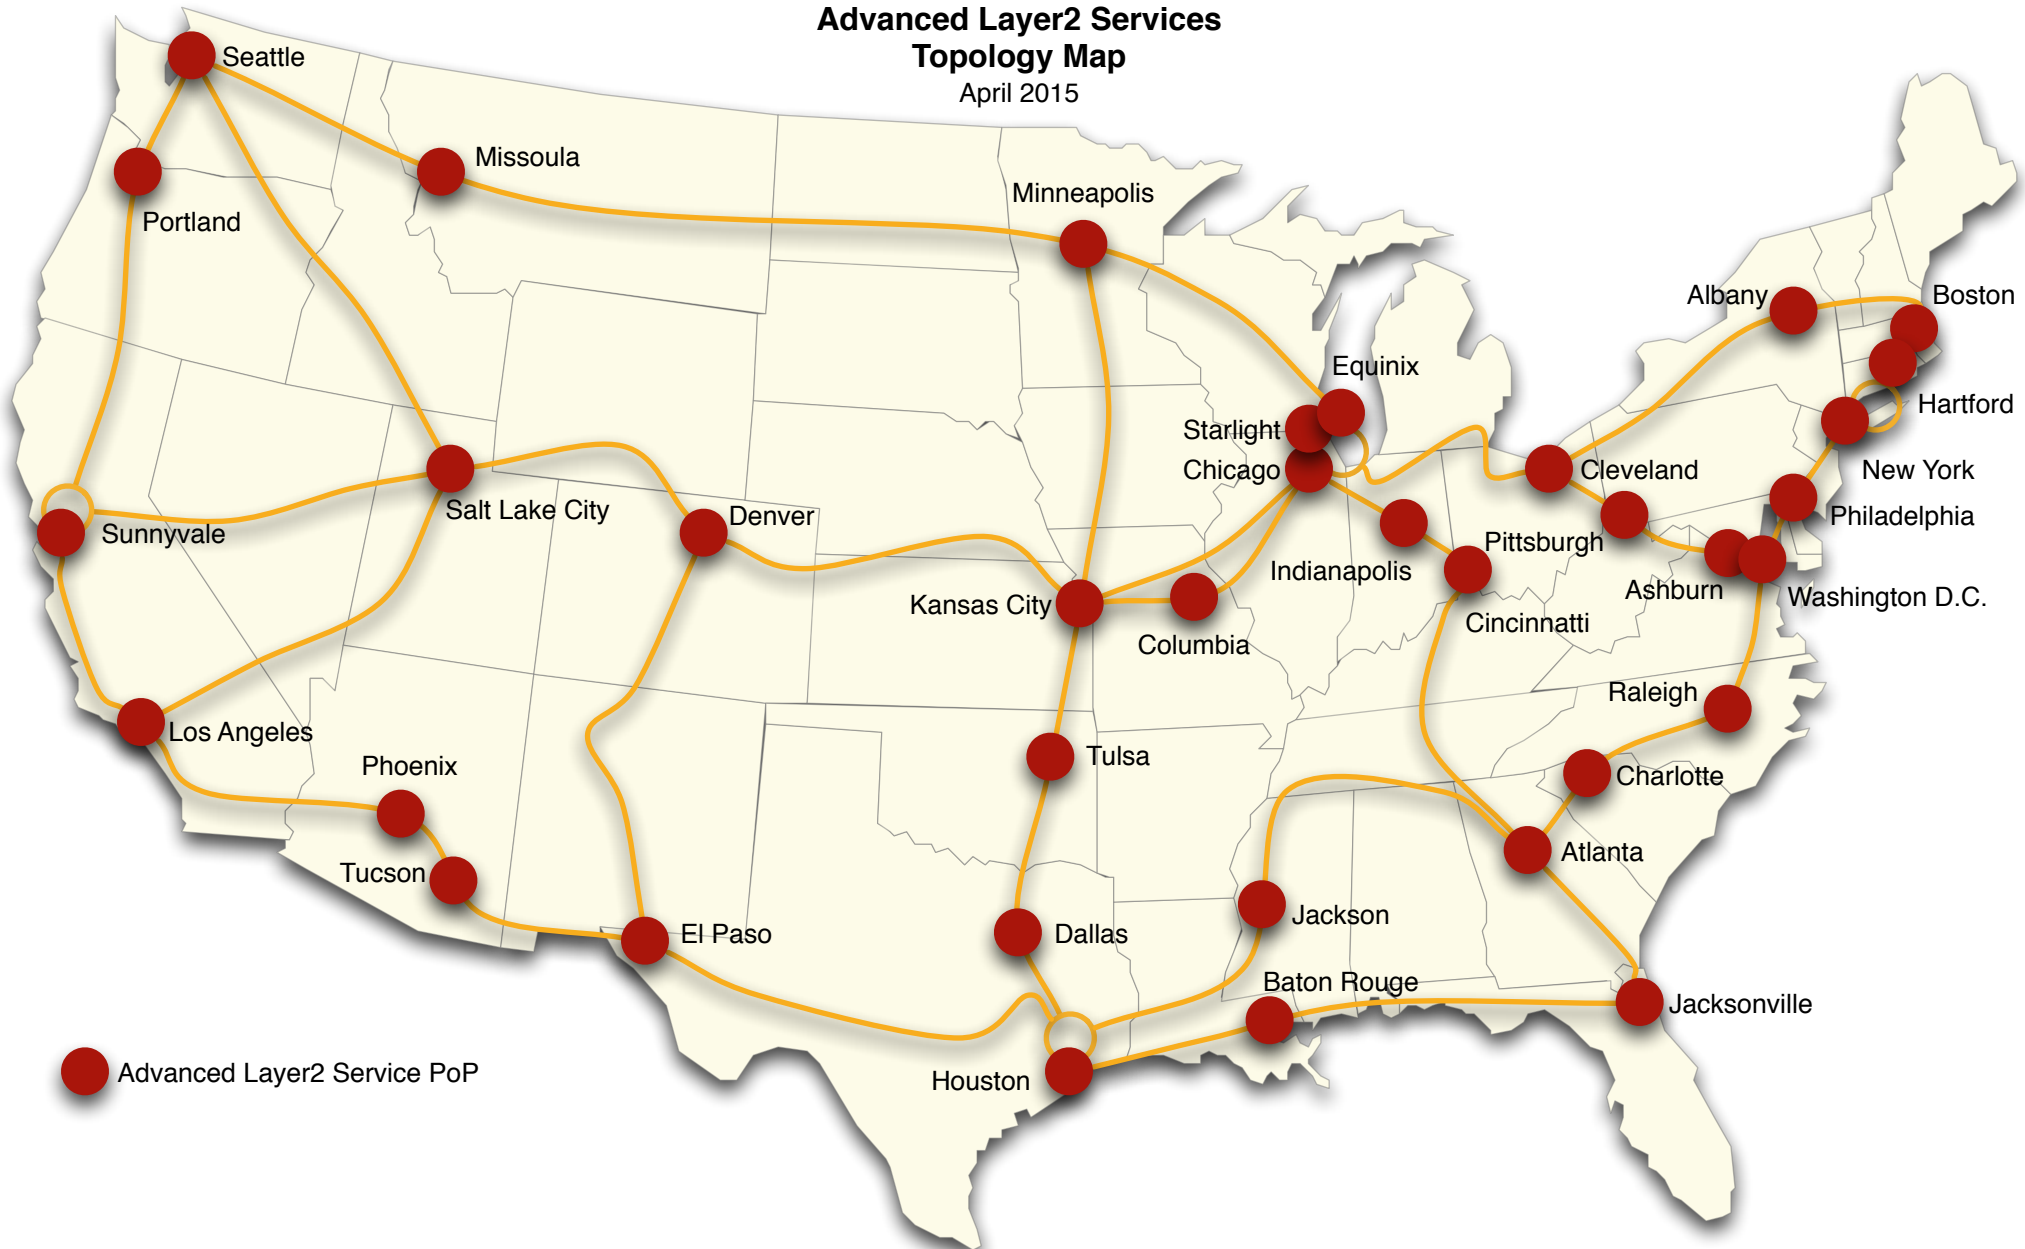 Advanced Layer2 Services
Topology Map
April 2015
Seattle
Missoula
Minneapolis
Portland
Albany
Boston
Equinix
Hartford
Starlight
Chicago
Cleveland
New York
Salt Lake City
Denver
Philadelphia
Sunnyvale
Pittsburgh
Indianapolis
Ashburn
Washington D.C.
Kansas City
Cincinnatti
Columbia
Raleigh
Los Angeles
Tulsa
Phoenix
Charlotte
Atlanta
Tucson
Jackson
El Paso
Dallas
Baton Rouge
Jacksonville
Advanced Layer2 Service PoP
Houston